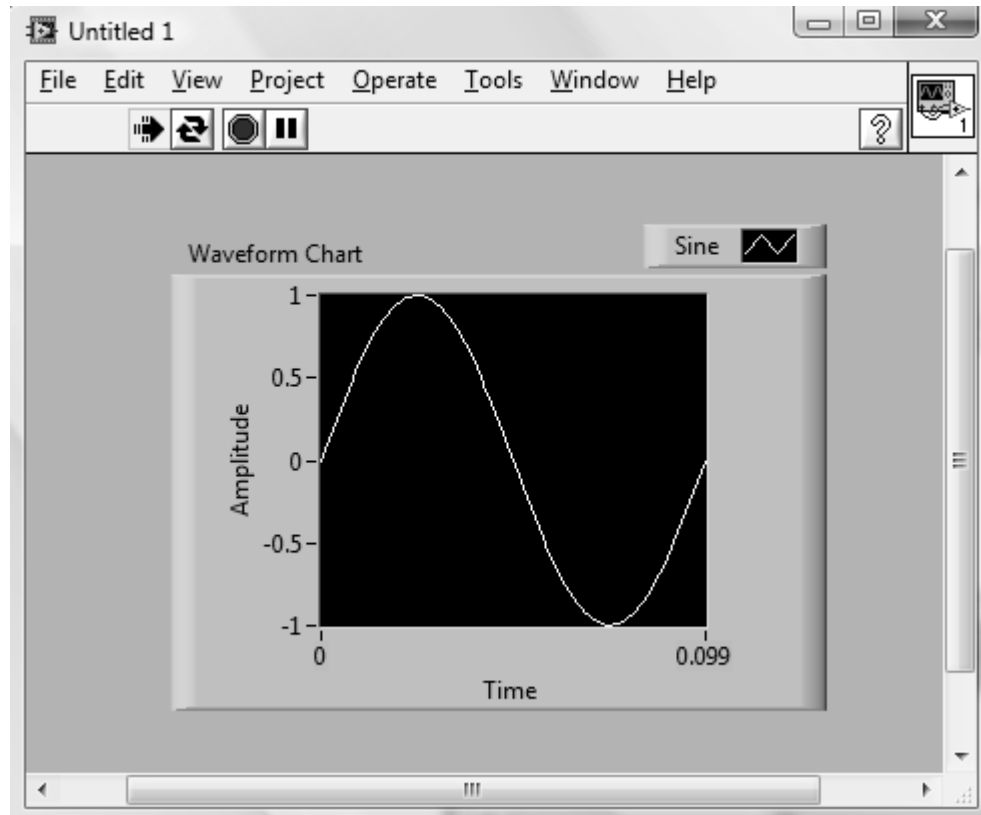 Untitled 1
File Edit View Project Operate Tools Window Help
?
1
Waveform Chart
Sine
1
0.5
0
-0.5
-1
Amplitude
0 0.099
Time